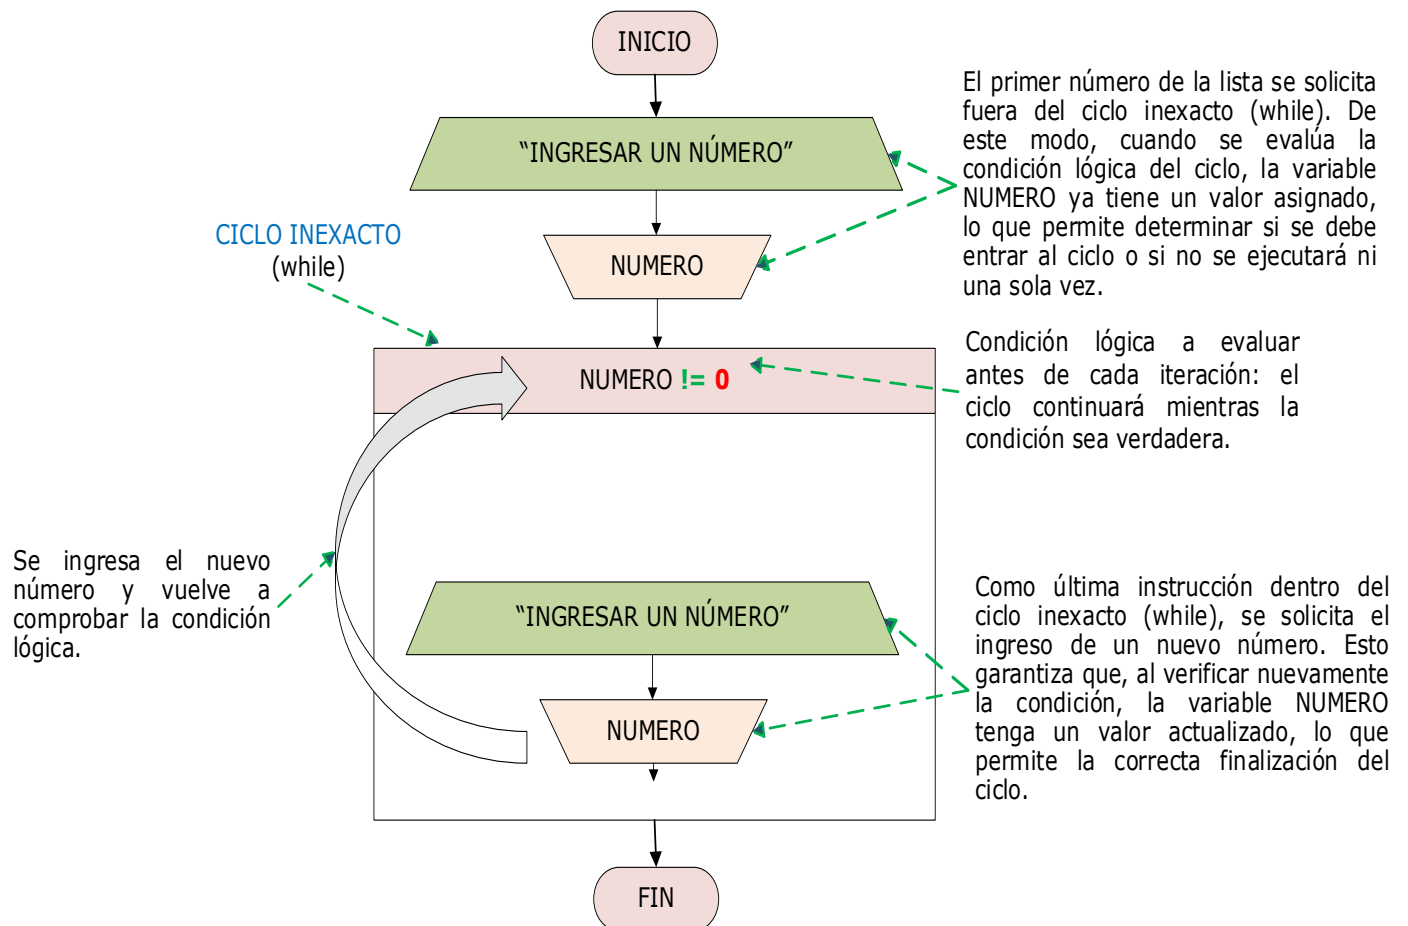 INICIO
“INGRESAR UN NÚMERO”
NUMERO
El primer número de la lista se solicita
fuera del ciclo inexacto (while). De
este modo, cuando se evalúa la
condición lógica del ciclo, la variable
NUMERO ya tiene un valor asignado,
lo que permite determinar si se debe
entrar al ciclo o si no se ejecutará ni
una sola vez.
CICLO INEXACTO
(while)
NUMERO != 0
Condición lógica a evaluar
antes de cada iteración: el
ciclo continuará mientras la
condición sea verdadera.
Se ingresa el nuevo
número y vuelve a
comprobar la condición
lógica.
“INGRESAR UN NÚMERO”
NUMERO
Como última instrucción dentro del
ciclo inexacto (while), se solicita el
ingreso de un nuevo número. Esto
garantiza que, al verificar nuevamente
la condición, la variable NUMERO
tenga un valor actualizado, lo que
permite la correcta finalización del
ciclo.
FIN